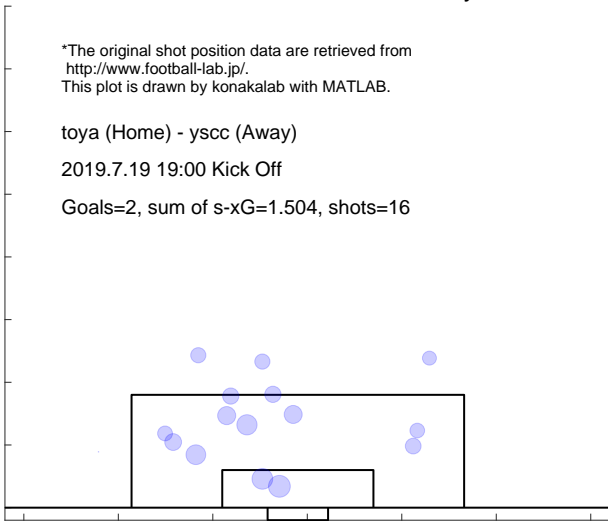 *The original shot position data are retrieved from
http://www.football-lab.jp/.
This plot is drawn by konakalab with MATLAB.
toya (Home) - yscc (Away)
2019.7.19 19:00 Kick Off
Goals=2, sum of s-xG=1.504, shots=16